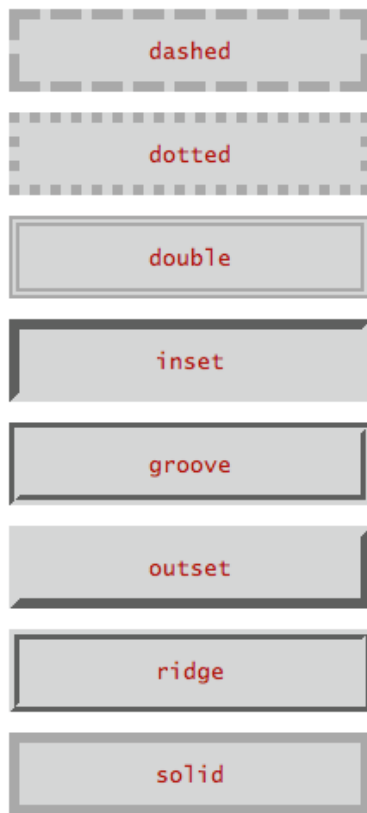 dashed
dotted
double
inset
groove
outset
ridge
solid